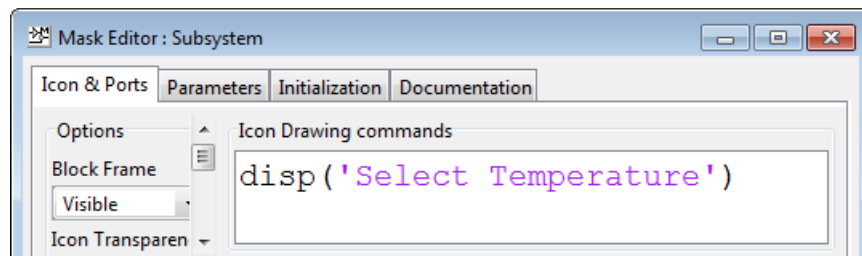 Mask Editor : Subsystem
Icon & Ports Parameters Initialization Documentation
Options
Icon Drawing commands
Block Frame
disp('Select Temperature')
Visible
Icon Transparen